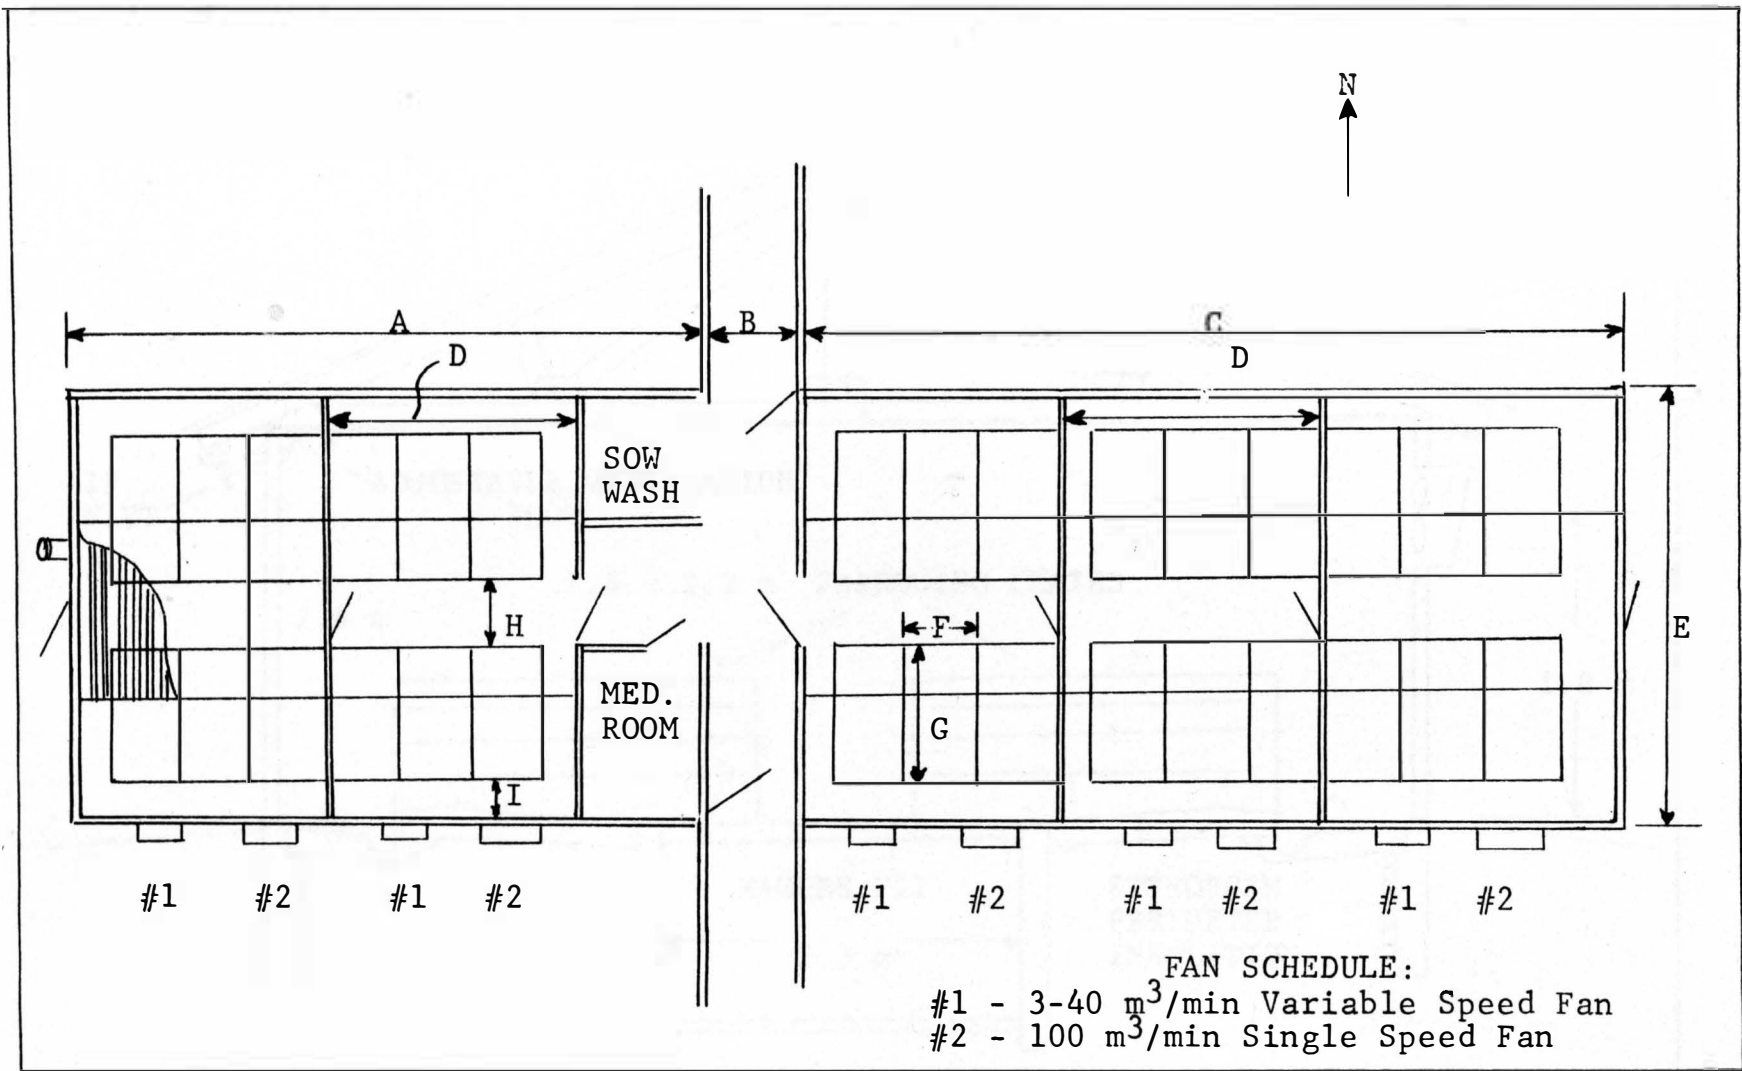 N
A
B
C
D
D
SOW
WASH
H
F
E
MED.
ROOM
G
I
#1
#2
#1
#2
#1
#2
#1
#2
#1
#2
FAN SCHEDULE:
#1 - 3-40 m³/min Variable Speed Fan
#2 - 100 m³/min Single Speed Fan